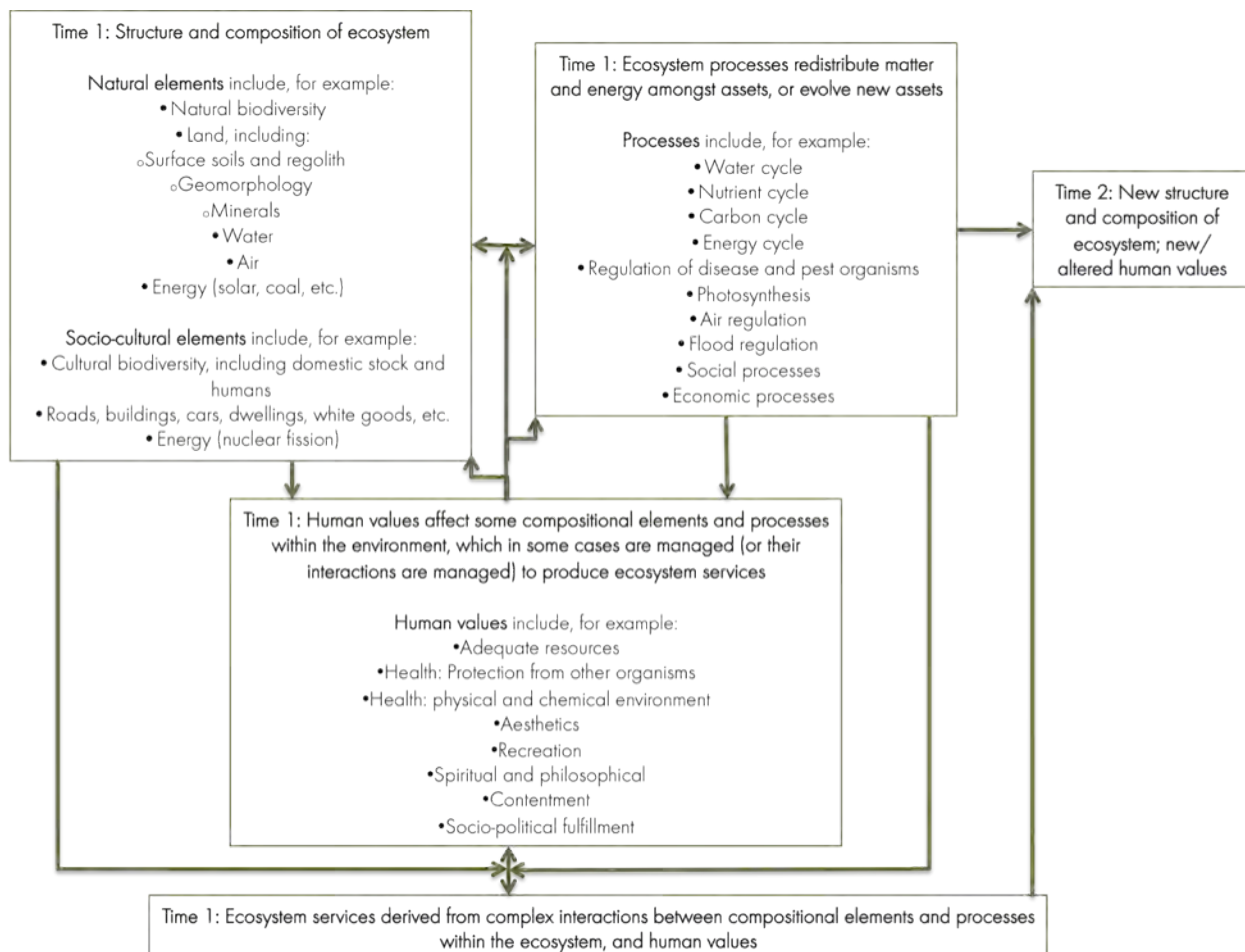 Time 1: Structure and composition of ecosystem
Natural elements include, for example:
• Natural biodiversity
• Land, including:
o Surface soils and regolith
o Geomorphology
o Minerals
• Water
• Air
• Energy (solar, coal, etc.)
Socio-cultural elements include, for example:
• Cultural biodiversity, including domestic stock and
humans
• Roads, buildings, cars, dwellings, white goods, etc.
• Energy (nuclear fission)
Time 1: Ecosystem processes redistribute matter
and energy amongst assets, or evolve new assets
Processes include, for example:
• Water cycle
• Nutrient cycle
• Carbon cycle
• Energy cycle
• Regulation of disease and pest organisms
• Photosynthesis
• Air regulation
• Flood regulation
• Social processes
• Economic processes
Time 2: New structure
and composition of
ecosystem; new/
altered human values
Time 1: Human values affect some compositional elements and processes
within the environment, which in some cases are managed (or their
interactions are managed) to produce ecosystem services
Human values include, for example:
• Adequate resources
• Health: Protection from other organisms
• Health: physical and chemical environment
• Aesthetics
• Recreation
• Spiritual and philosophical
• Contentment
• Socio-political fulfillment
Time 1: Ecosystem services derived from complex interactions between compositional elements and processes
within the ecosystem, and human values